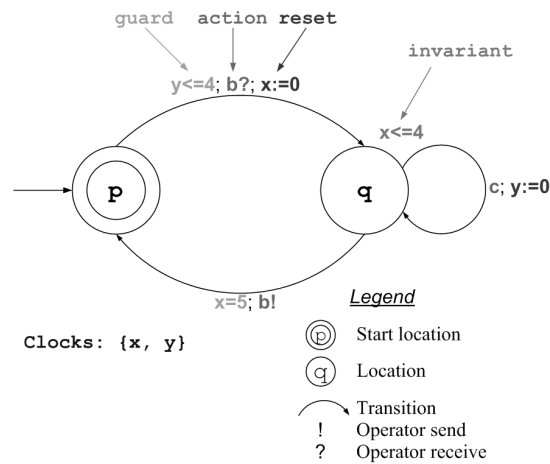 guard action reset
y<=4; b?; x:=0
invariant
x<=4
p
q
c; y:=0
x=5; b!
Clocks: {x, y}
Legend
p Start location
q Location
Transition
! Operator send
? Operator receive